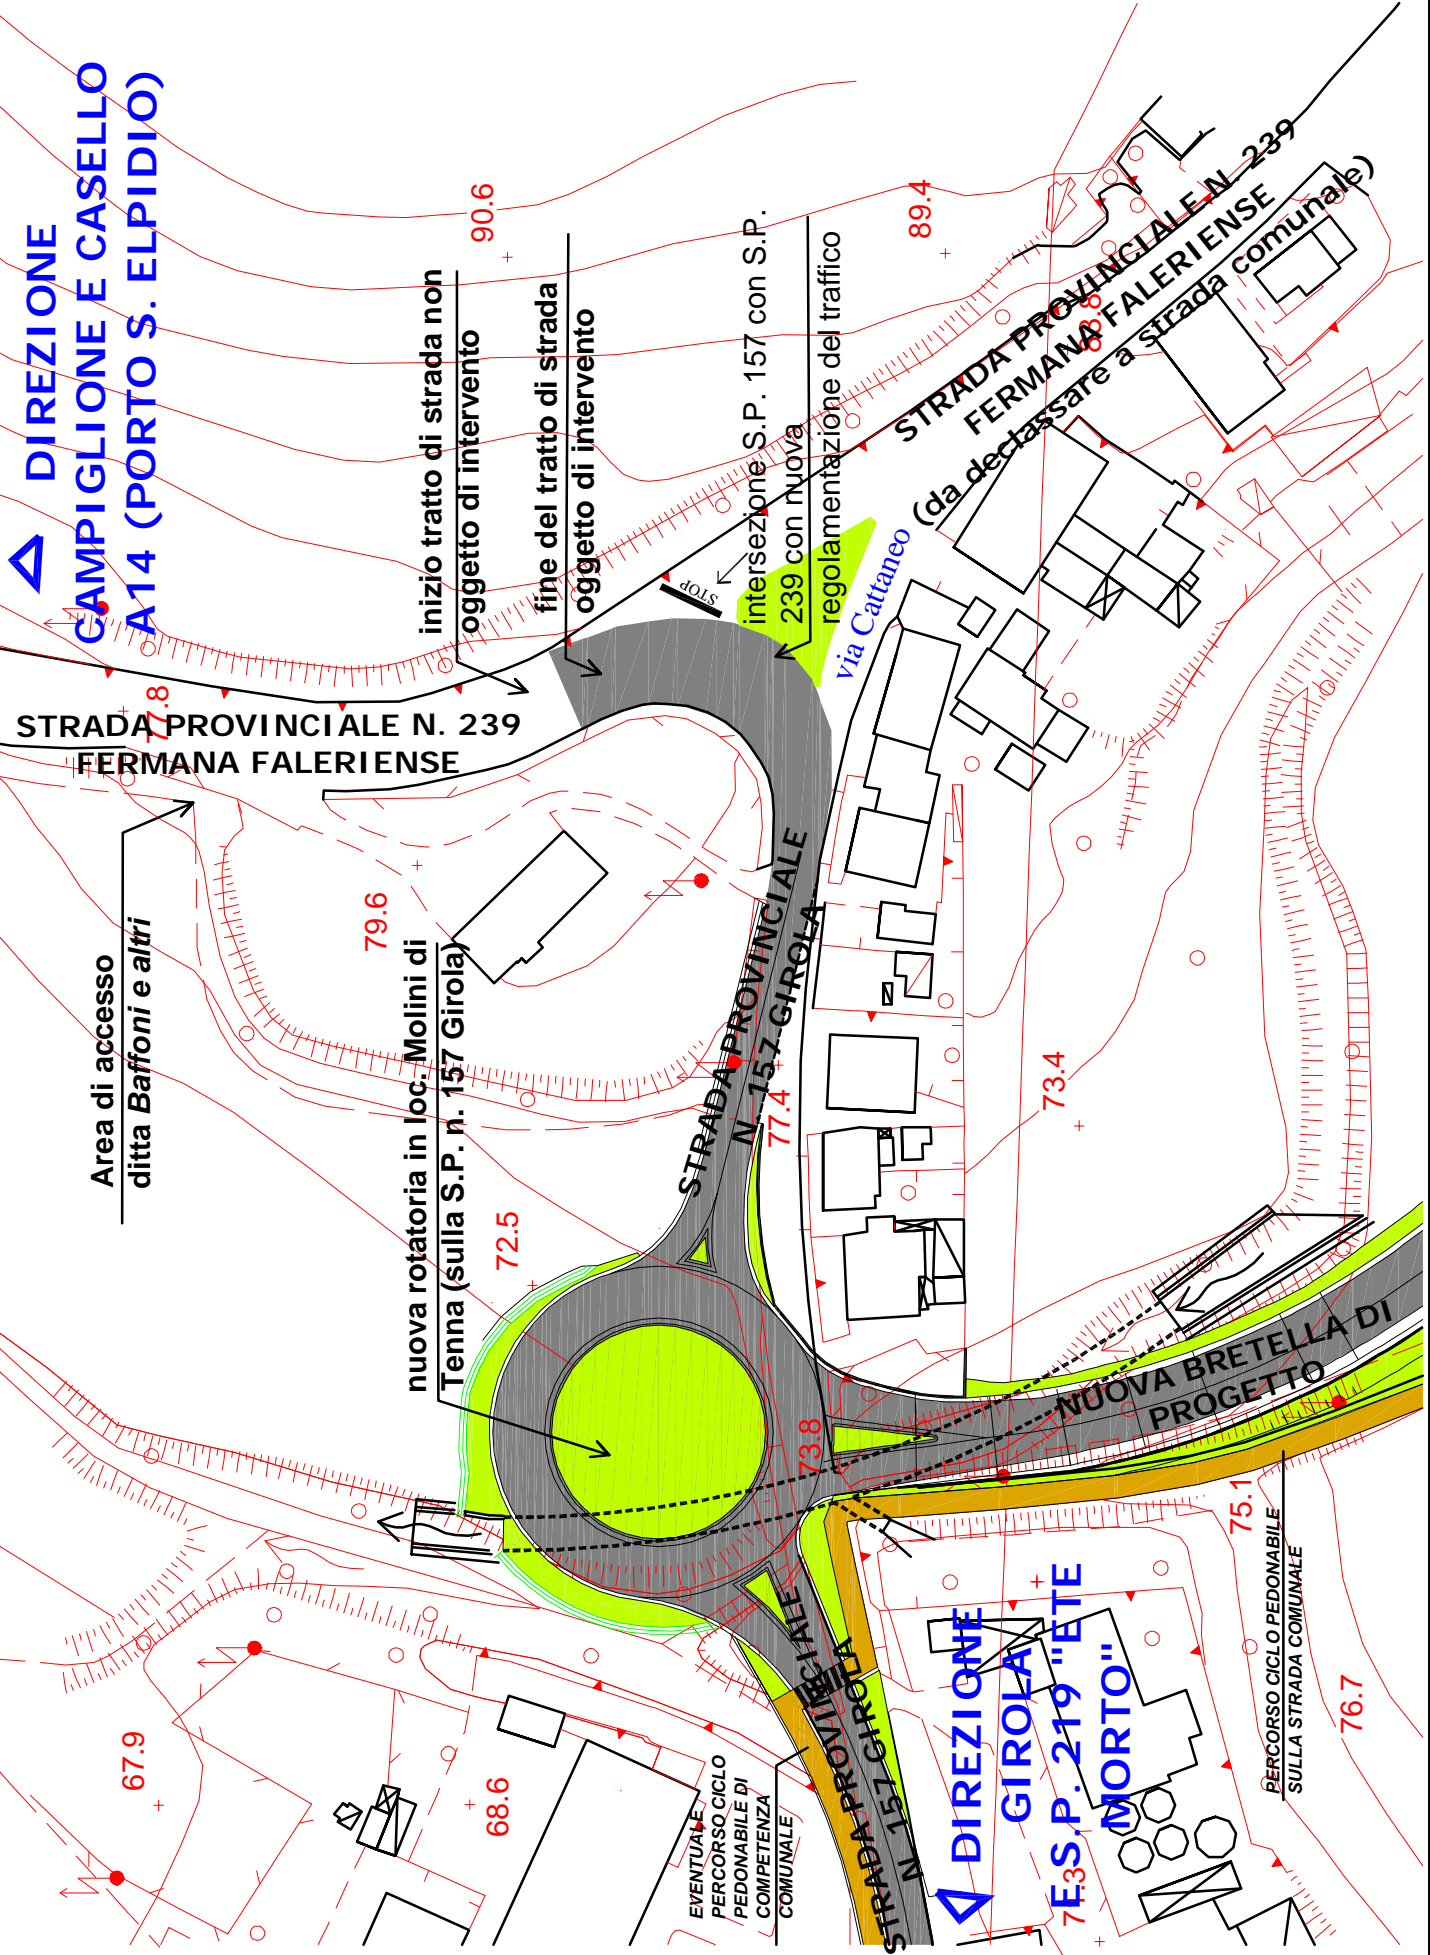 DIREZIONE
CAMPIGLIONE E CASELLO
A14 (PORTO S. ELPIDIO)
90.6
inizio tratto di strada non
oggetto di intervento
fine del tratto di strada
oggetto di intervento
intersezione S.P. 157 con S.P.
239 con nuova
regolamentazione del traffico
89.4
STRADA PROVINCIALE N. 239
FERMANA FALERIENSE
(da declassare a strada comunale)
83.8
STOP
via Cattaneo
77.8
STRADA PROVINCIALE N. 239
FERMANA FALERIENSE
Area di accesso
ditta Baffoni e altri
79.6
nuova rotatoria in loc. Molini di
Tenna (sulla S.P. n. 157 Girola)
72.5
STRADA PROVINCIALE
N. 157 GIROLA
77.4
73.4
73.8
NUOVA BRETELLA DI
PROGETTO
75.1
PERCORSO CICLO PEDONABILE
SULLA STRADA COMUNALE
76.7
67.9
68.6
EVENTUALE
PERCORSO CICLO
PEDONABILE DI
COMPETENZA
COMUNALE
STRADA PROVINCIALE
N. 157 GIROLA
DIREZIONE
GIROLA
E S.P. 219 "ETE
MORTO"
71.3